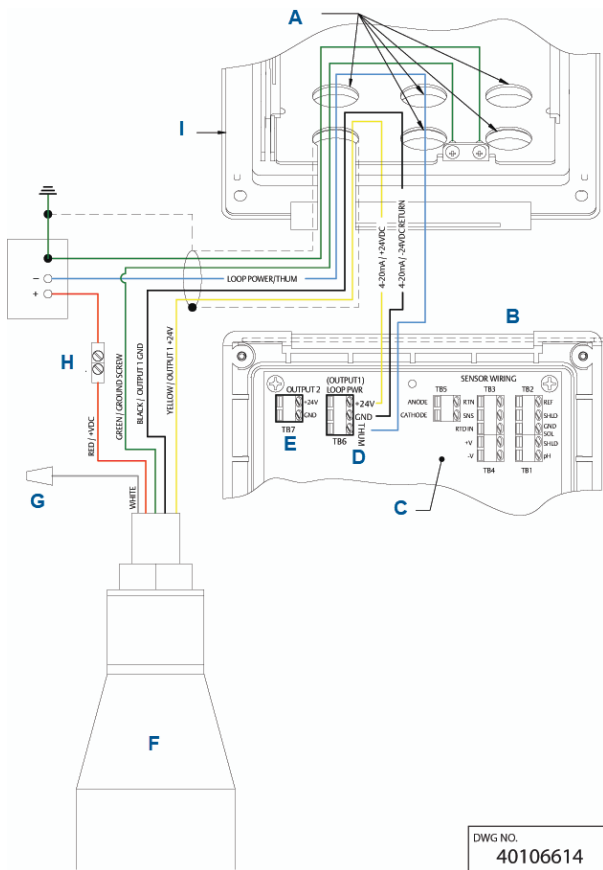 A
I
−
+
LOOP POWER/THUM
4-20mA / +24VDC
4-20mA / -24VDC RETURN
B
H
RED / +VDC
GREEN / GROUND SCREW
BLACK / OUTPUT 1 GND
YELLOW / OUTPUT 1 +24V
OUTPUT 2
+24V
GND
TB7
E
(OUTPUT1)
LOOP PWR
+24V
GND
THUM
TB6
D
SENSOR WIRING
TB5
ANODE
CATHODE
TB3
RTN
SNS
RTD IN
+V
-V
TB4
TB2
REF
SHLD
GND
SOL
SHLD
pH
TB1
C
G
WHITE
F
DWG NO.
40106614